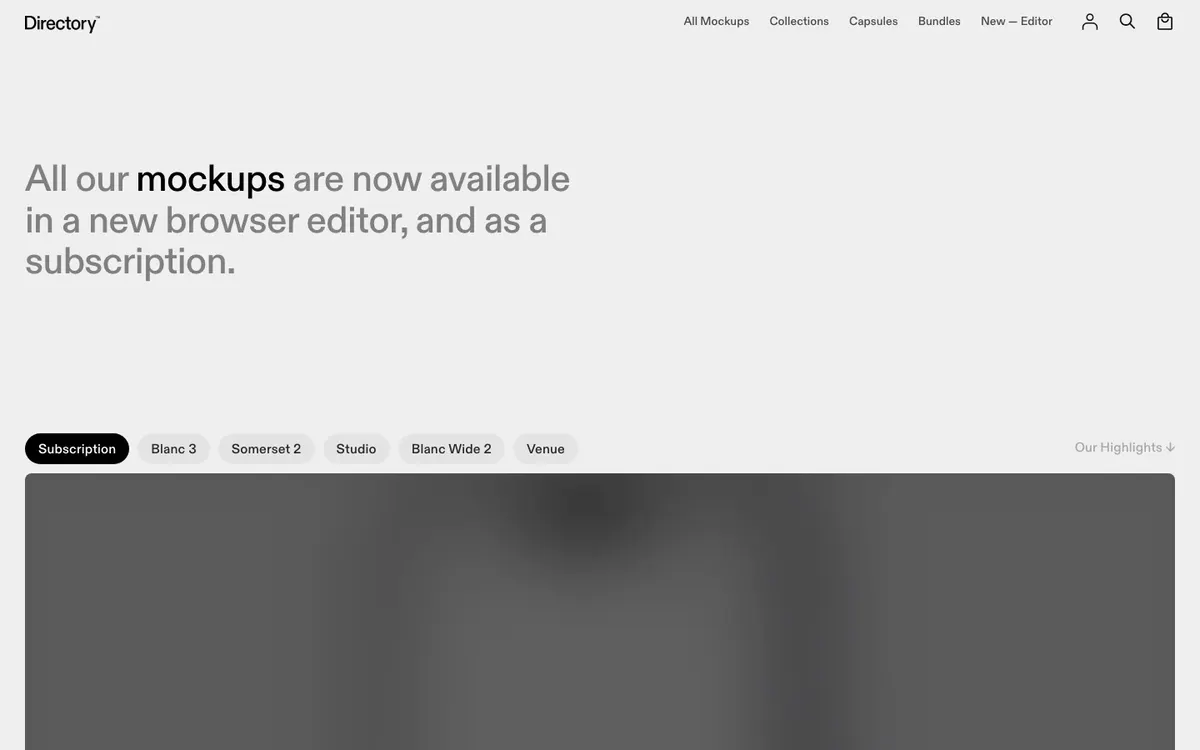 Directory™
All Mockups
Collections
Capsules
Bundles
New — Editor
All our mockups are now available
in a new browser editor, and as a
subscription.
Subscription
Blanc 3
Somerset 2
Studio
Blanc Wide 2
Venue
Our Highlights ↓